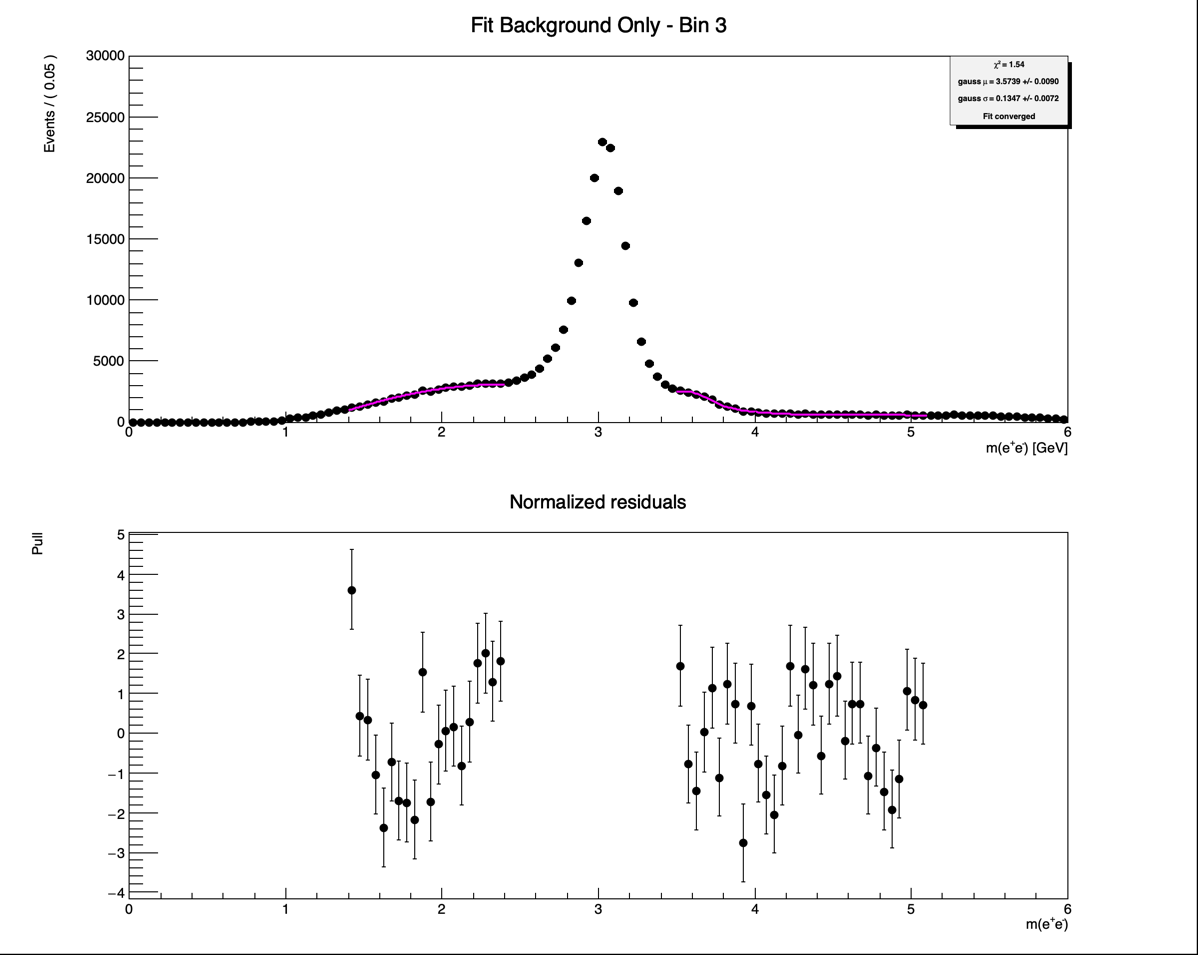 Fit Background Only - Bin 3
Events / ( 0.05 )
30000
25000
20000
15000
10000
5000
0
χ² = 1.54
gauss μ = 3.5739 +/- 0.0090
gauss σ = 0.1347 +/- 0.0072
Fit converged
0 1 2 3 4 5 6
m(e⁺e⁻) [GeV]
Normalized residuals
Pull
5
4
3
2
1
0
−1
−2
−3
−4
0 1 2 3 4 5 6
m(e⁺e⁻)